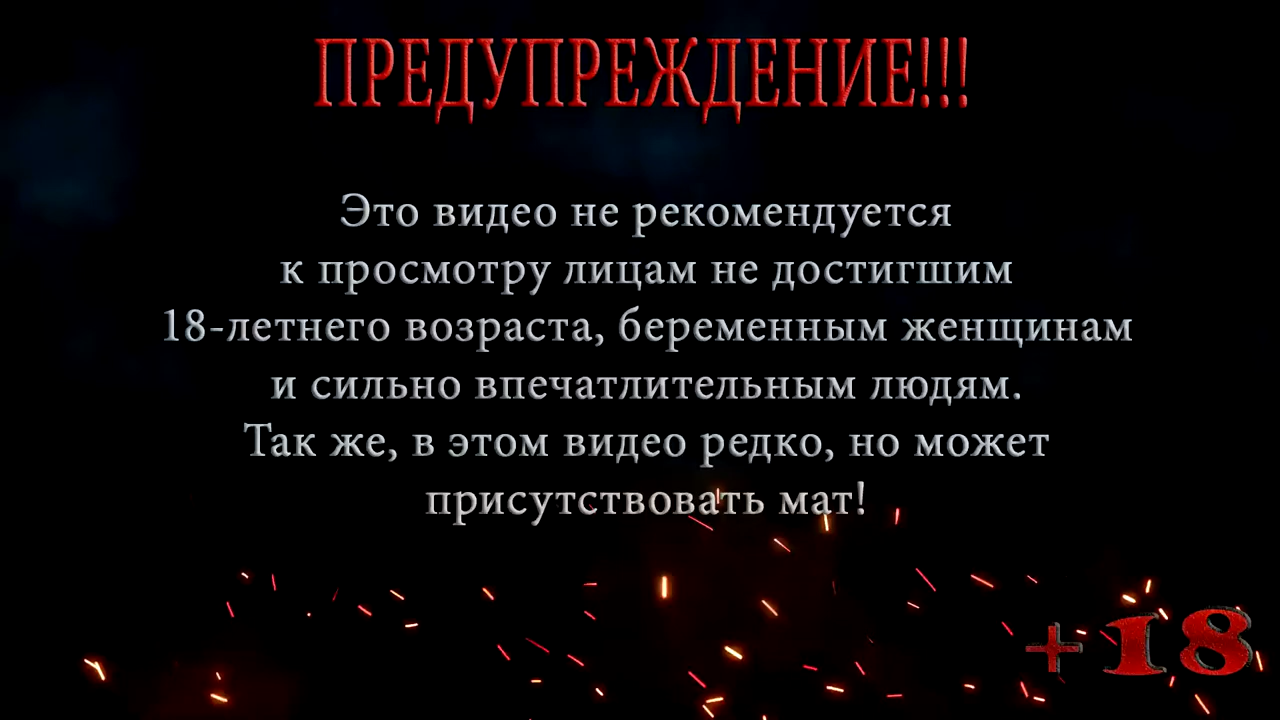 ПРЕДУПРЕЖДЕНИЕ!!!
Это видео не рекомендуется
к просмотру лицам не достигшим
18-летнего возраста, беременным женщинам
и сильно впечатлительным людям.
Так же, в этом видео редко, но может
присутствовать мат!
+18